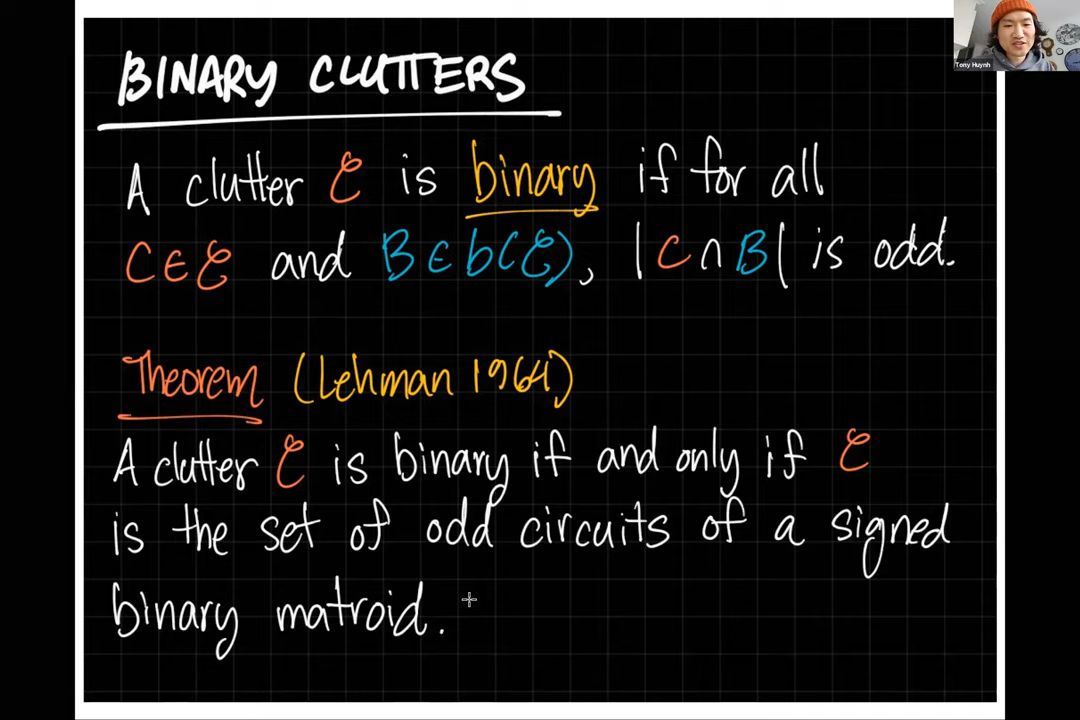 Tony Huynh
BINARY CLUTTERS
A clutter 𝒞 is binary if for all
C ∈ 𝒞 and B ∈ b(𝒞), |C ∩ B| is odd.
Theorem (Lehman 1964)
A clutter 𝒞 is binary if and only if 𝒞
is the set of odd circuits of a signed
binary matroid.